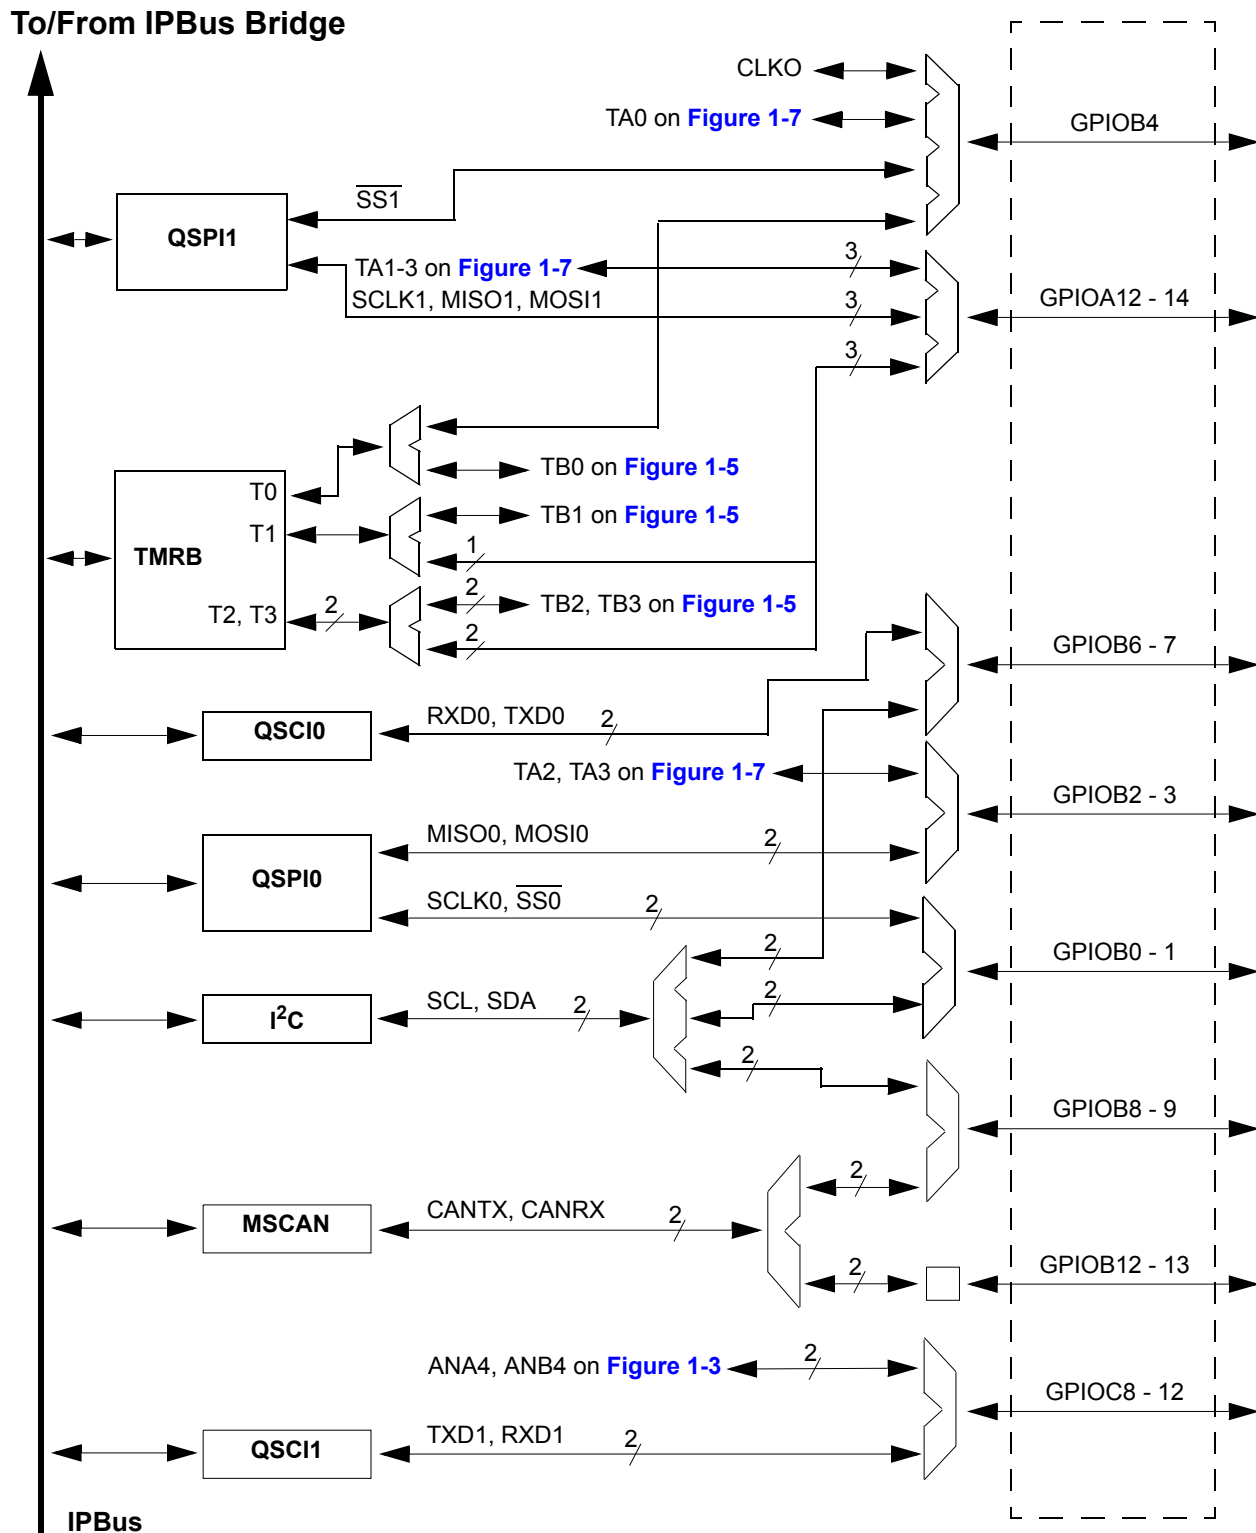 To/From IPBus Bridge
CLKO
TA0 on Figure 1-7
GPIOB4
SS1
QSPI1
TA1-3 on Figure 1-7
3
SCLK1, MISO1, MOSI1
3
GPIOA12 - 14
3
TB0 on Figure 1-5
T0
TB1 on Figure 1-5
T1
TMRB
1
2
TB2, TB3 on Figure 1-5
T2, T3
2
2
GPIOB6 - 7
RXD0, TXD0
2
QSCI0
TA2, TA3 on Figure 1-7
GPIOB2 - 3
MISO0, MOSI0
2
QSPI0
SCLK0, SS0
2
2
GPIOB0 - 1
SCL, SDA
2
2
I²C
2
GPIOB8 - 9
2
CANTX, CANRX
2
MSCAN
2
GPIOB12 - 13
ANA4, ANB4 on Figure 1-3
2
GPIOC8 - 12
TXD1, RXD1
2
QSCI1
IPBus